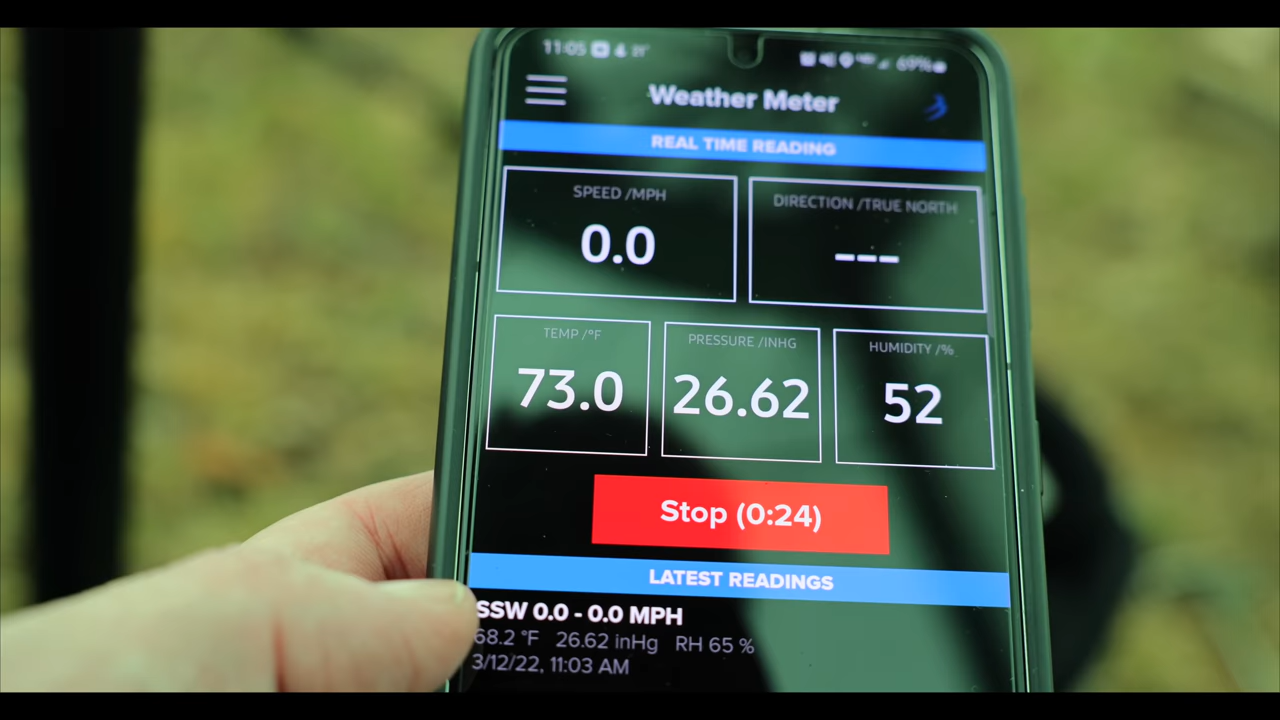 11:05
69%
Weather Meter
REAL TIME READING
SPEED /MPH
0.0
DIRECTION /TRUE NORTH
---
TEMP /°F
73.0
PRESSURE /INHG
26.62
HUMIDITY /%
52
Stop (0:24)
LATEST READINGS
SSW 0.0 - 0.0 MPH
68.2 °F 26.62 inHg RH 65 %
3/12/22, 11:03 AM